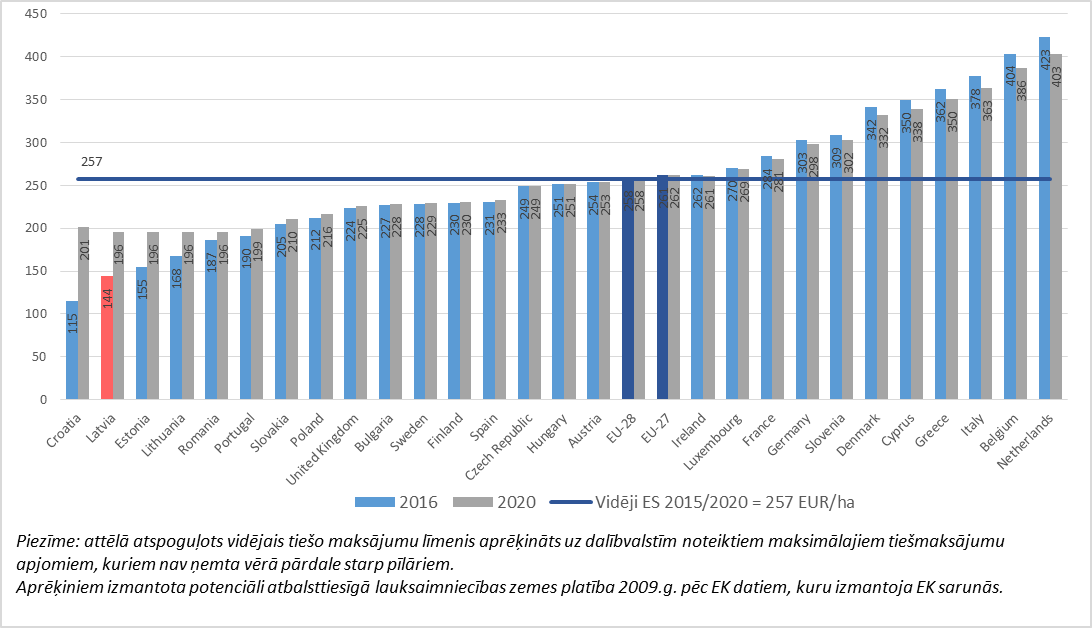 450
400
350
300
250
200
150
100
50
0
257
115 201 144 196 155 196 168 196 187 196 190 199 205 210 212 216 224 225 227 228 228 229 230 230 231 233 249 249 251 251 254 253 258 258 261 262 262 261 270 269 284 281 303 298 309 302 342 332 350 338 362 350 378 363 404 386 423 403
Croatia Latvia Estonia Lithuania Romania Portugal Slovakia Poland United Kingdom Bulgaria Sweden Finland Spain Czech Republic Hungary Austria EU-28 EU-27 Ireland Luxembourg France Germany Slovenia Denmark Cyprus Greece Italy Belgium Netherlands
2016 2020 Vidēji ES 2015/2020 = 257 EUR/ha
Piezīme: attēlā atspoguļots vidējais tiešo maksājumu līmenis aprēķināts uz dalībvalstīm noteiktiem maksimālajiem tiešmaksājumu
apjomiem, kuriem nav ņemta vērā pārdale starp pīlāriem.
Aprēķiniem izmantota potenciāli atbalsttiesīgā lauksaimniecības zemes platība 2009.g. pēc EK datiem, kuru izmantoja EK sarunās.